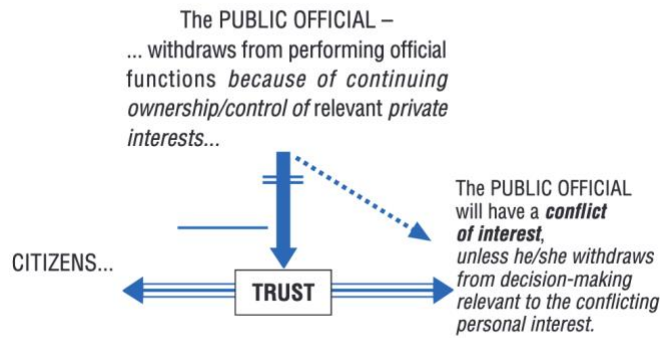 The PUBLIC OFFICIAL –
... withdraws from performing official
functions because of continuing
ownership/control of relevant private
interests...
The PUBLIC OFFICIAL
will have a conflict
of interest,
unless he/she withdraws
from decision-making
relevant to the conflicting
personal interest.
CITIZENS...
TRUST